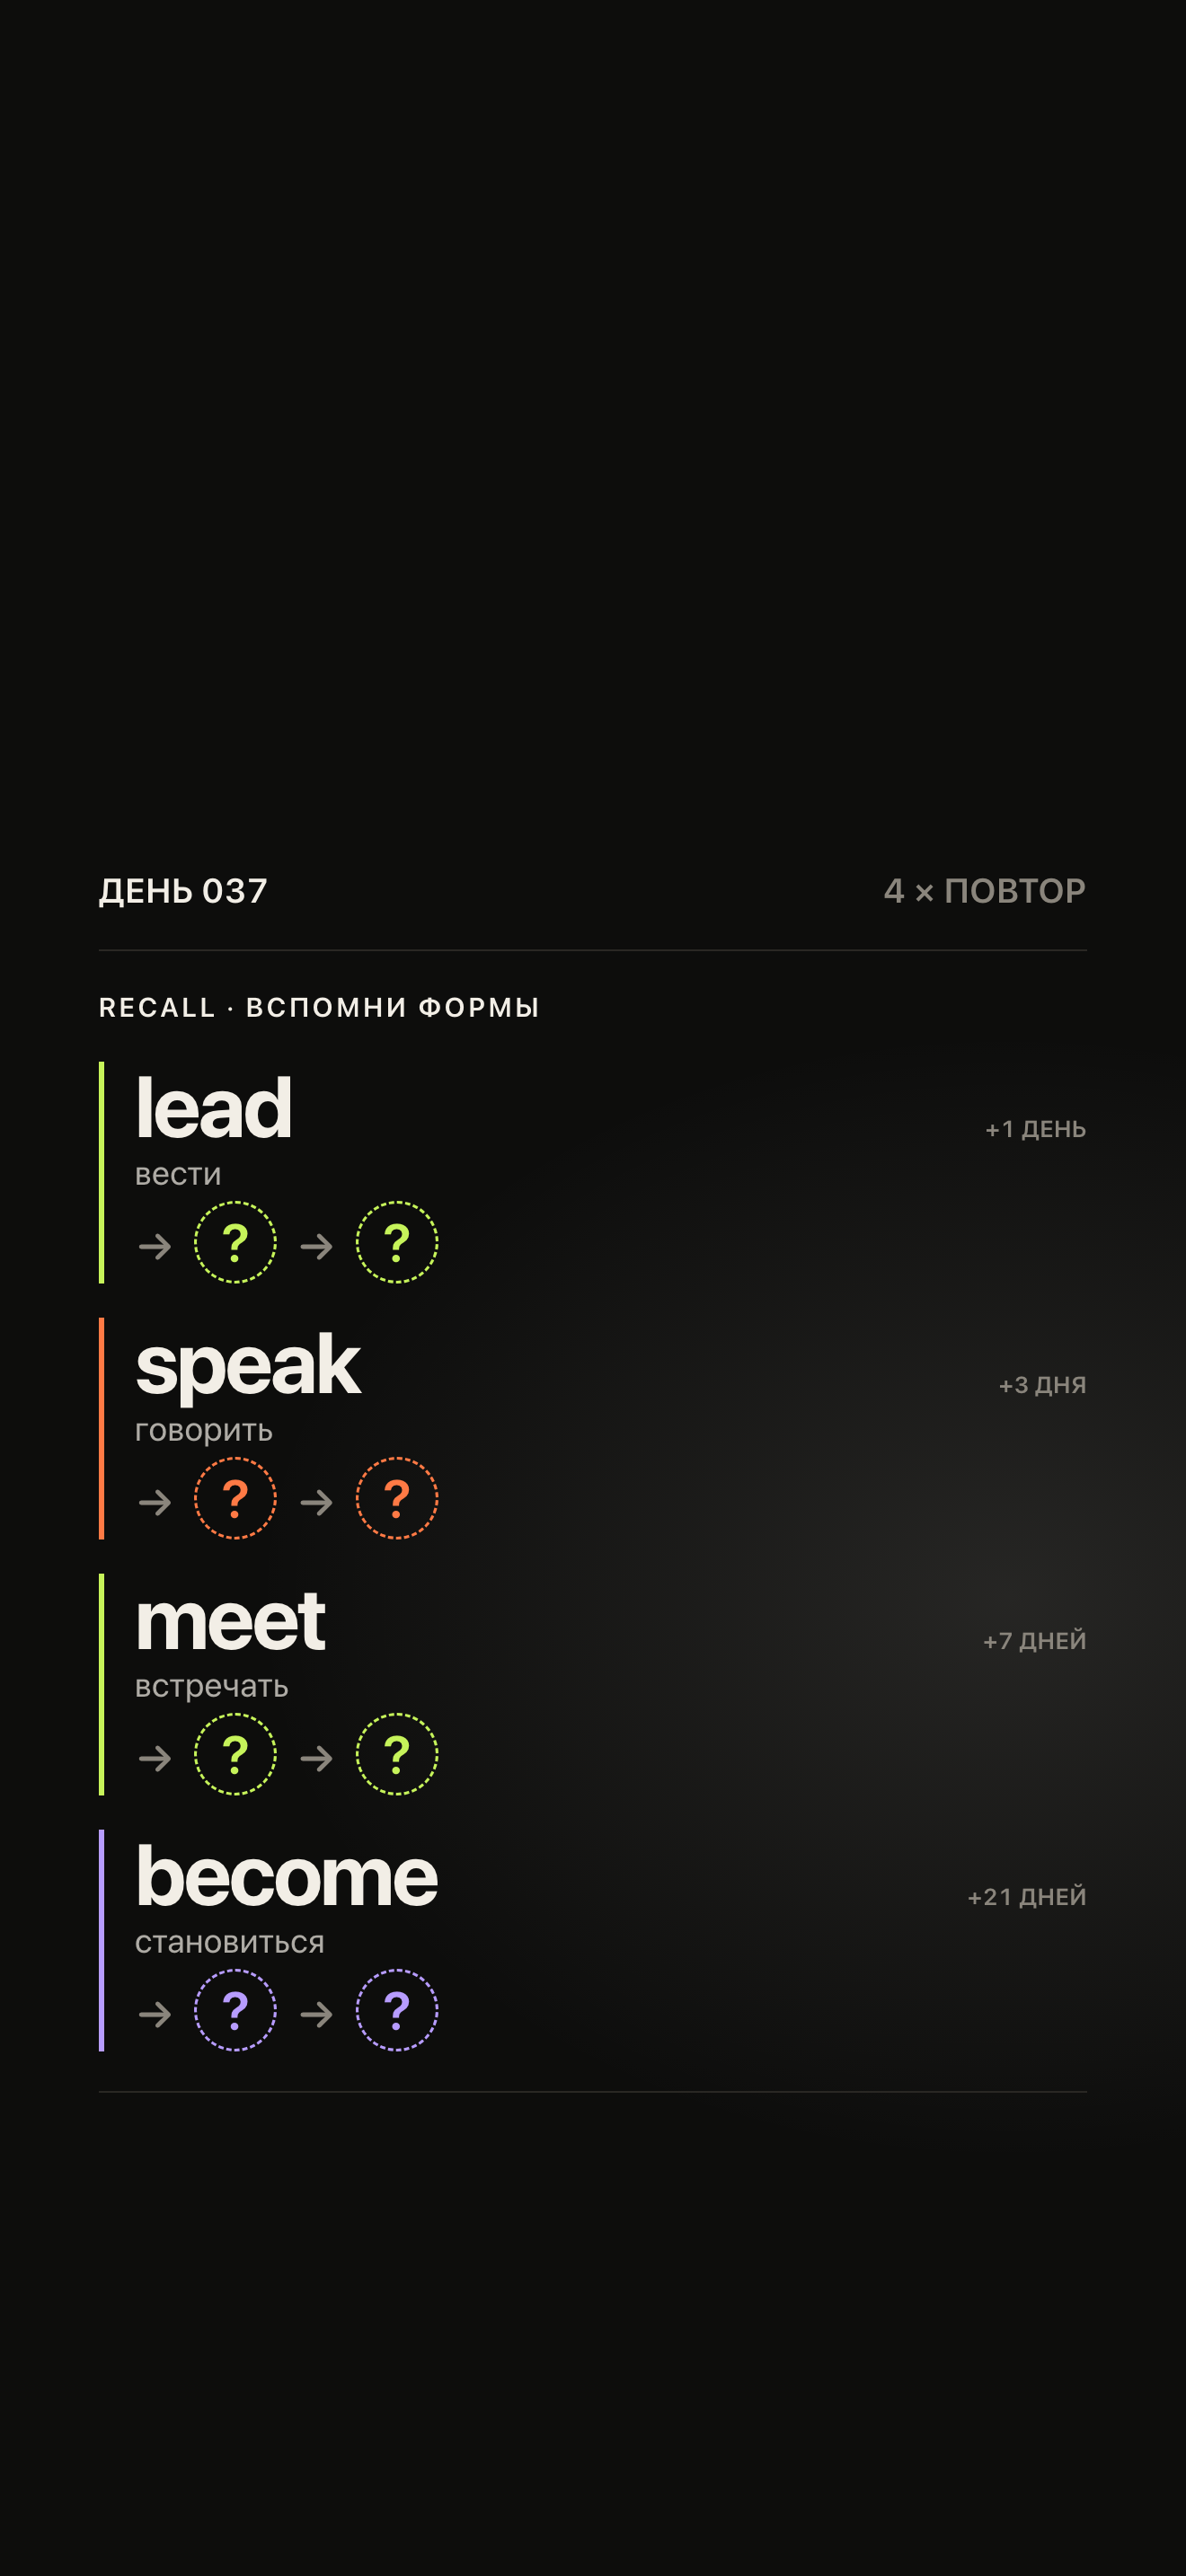 ДЕНЬ 037
4 × ПОВТОР
RECALL · ВСПОМНИ ФОРМЫ
lead
+1 ДЕНЬ
вести
→ ? → ?
speak
+3 ДНЯ
говорить
→ ? → ?
meet
+7 ДНЕЙ
встречать
→ ? → ?
become
+21 ДНЕЙ
становиться
→ ? → ?